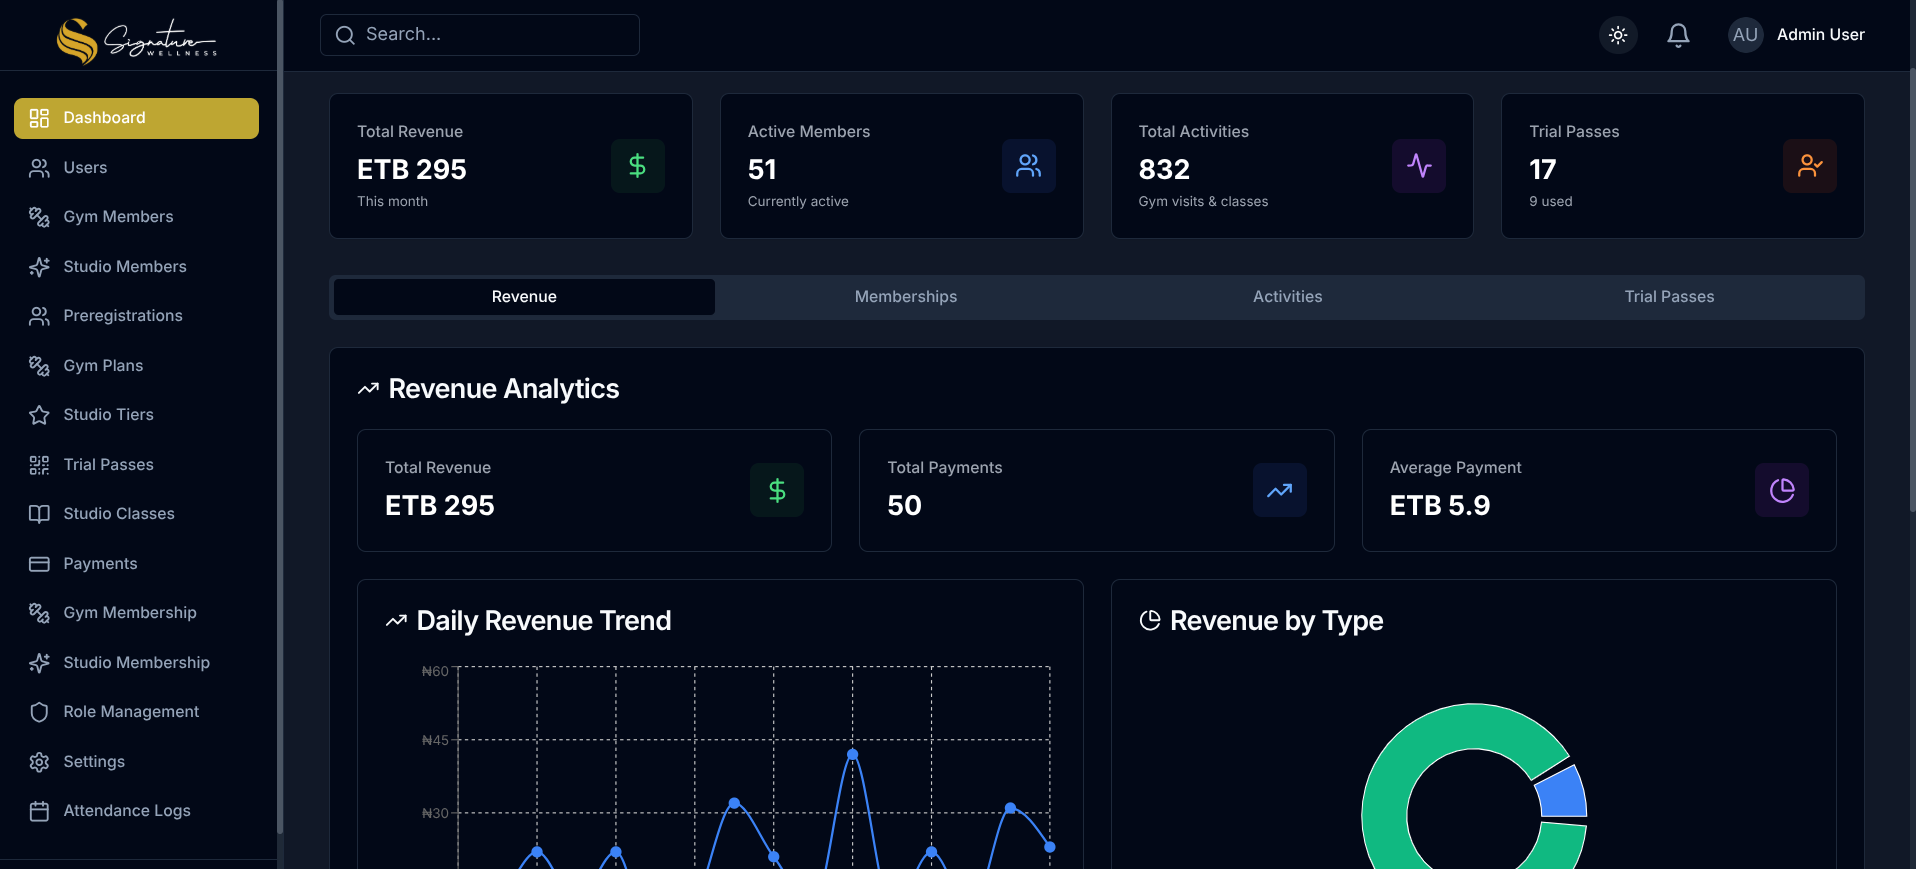 Signature
WELLNESS
Search...
AU
Admin User
Dashboard
Users
Gym Members
Studio Members
Preregistrations
Gym Plans
Studio Tiers
Trial Passes
Studio Classes
Payments
Gym Membership
Studio Membership
Role Management
Settings
Attendance Logs
Total Revenue
ETB 295
This month
Active Members
51
Currently active
Total Activities
832
Gym visits & classes
Trial Passes
17
9 used
Revenue
Memberships
Activities
Trial Passes
Revenue Analytics
Total Revenue
ETB 295
Total Payments
50
Average Payment
ETB 5.9
Daily Revenue Trend
₦60
₦45
₦30
Revenue by Type